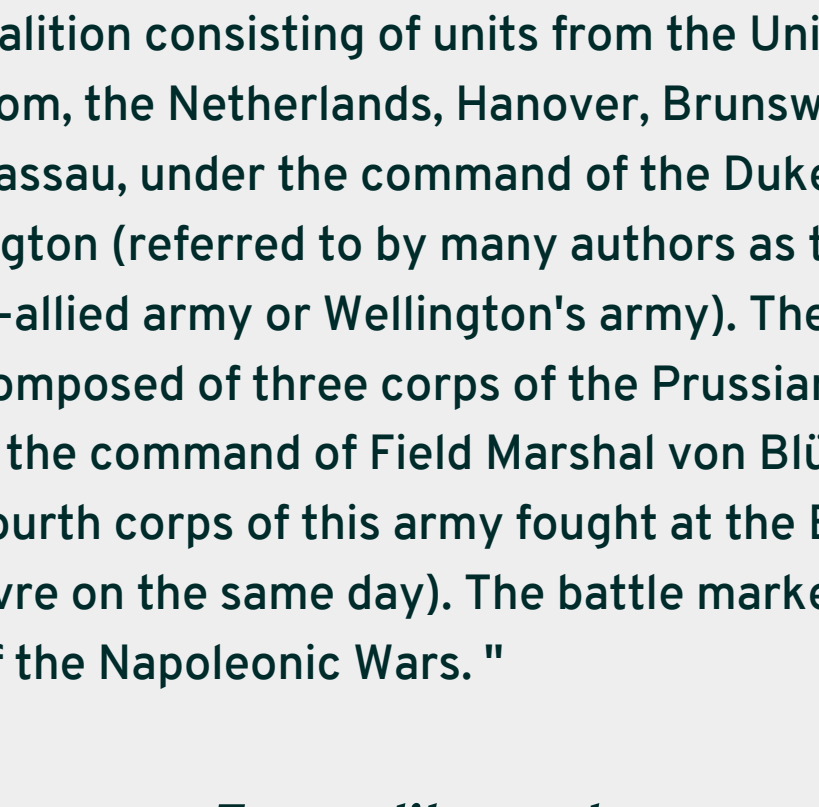 alition consisting of units from the Uni
om, the Netherlands, Hanover, Brunsw
assau, under the command of the Duke
gton (referred to by many authors as t
-allied army or Wellington's army). The
omposed of three corps of the Prussian
the command of Field Marshal von Blü
ourth corps of this army fought at the B
vre on the same day). The battle marke
f the Napoleonic Wars. "